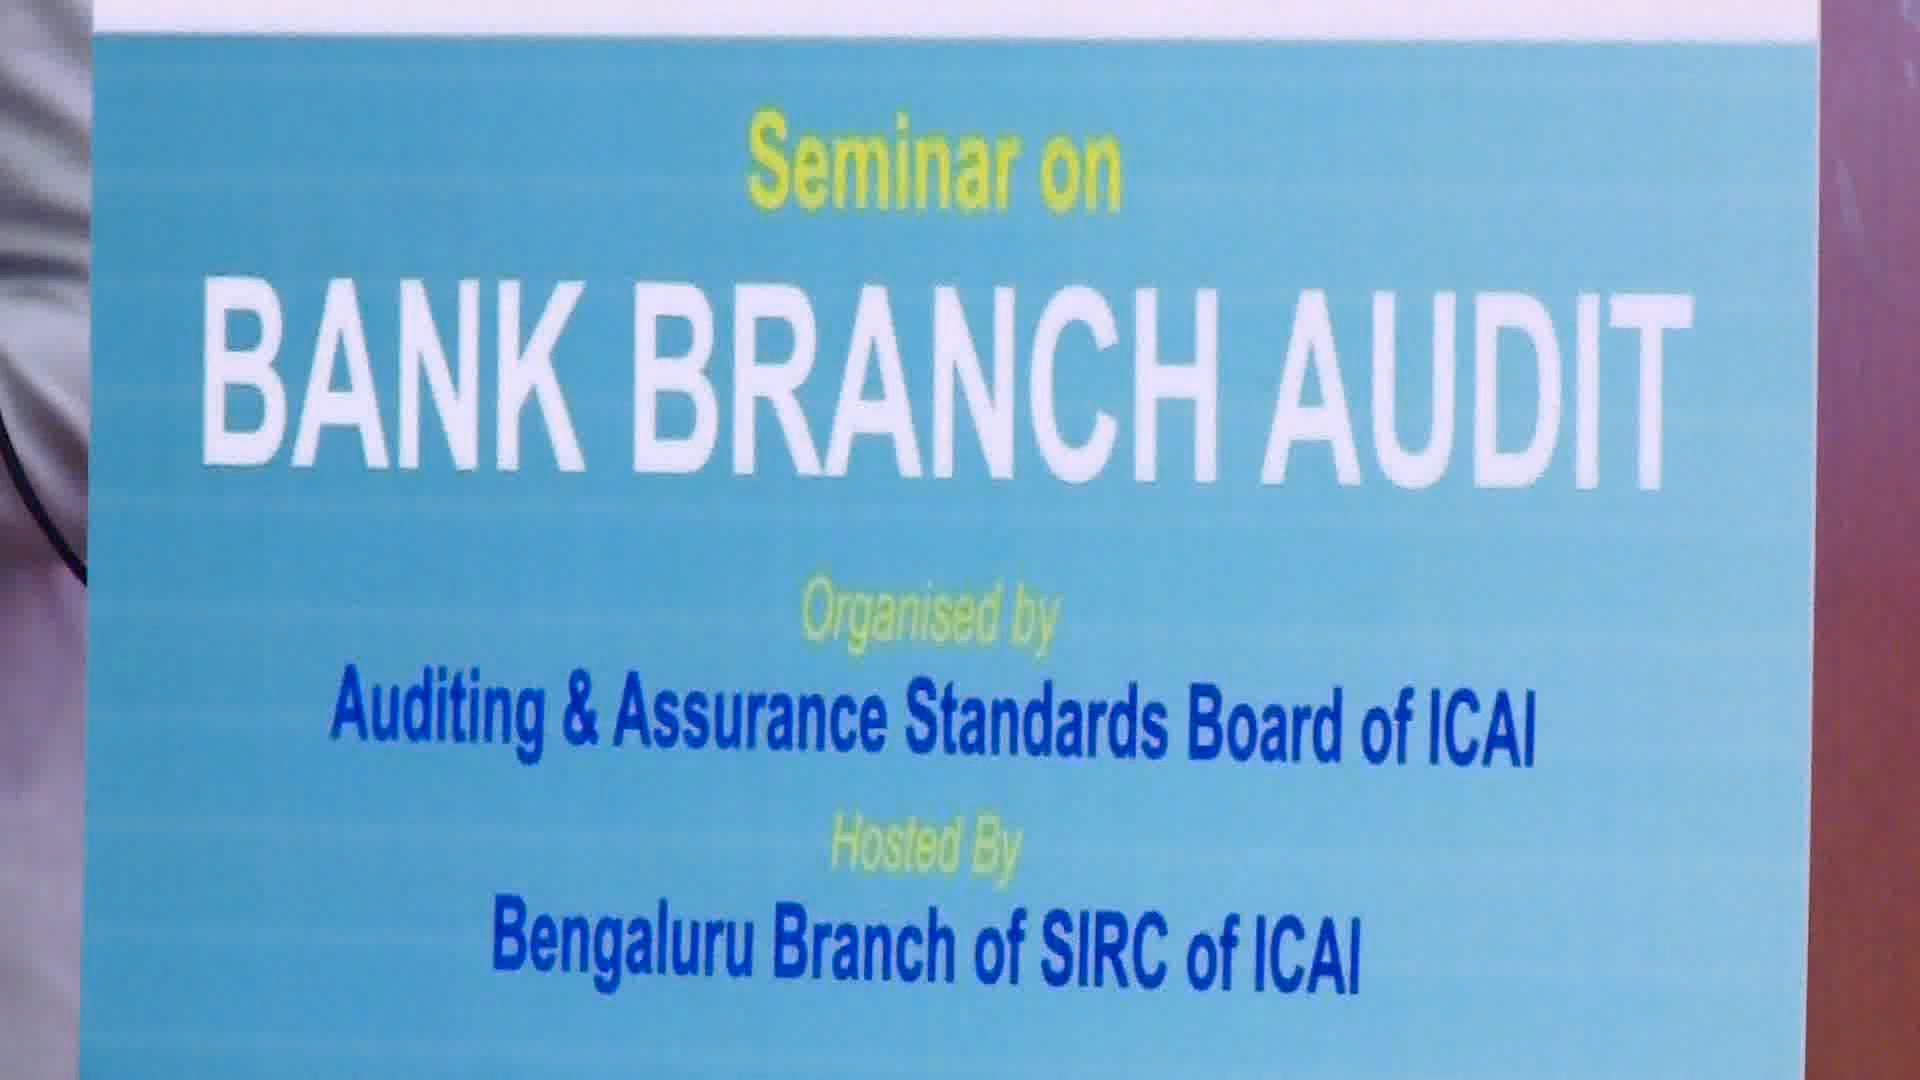 Seminar on
BANK BRANCH AUDIT
Organised by
Auditing & Assurance Standards Board of ICAI
Hosted By
Bengaluru Branch of SIRC of ICAI